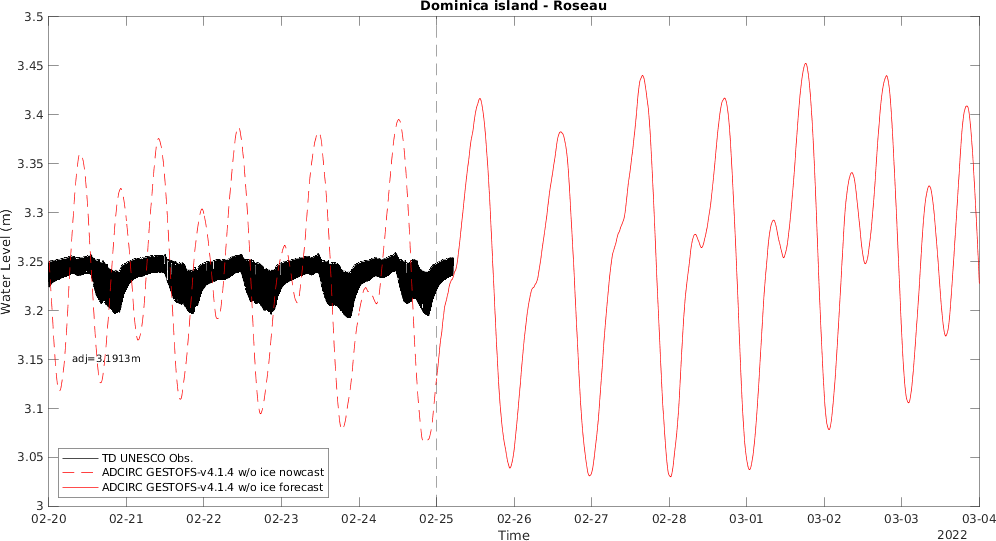 Dominica island - Roseau
3.5
3.45
3.4
3.35
3.3
3.25
3.2
3.15
3.1
3.05
3
Water Level (m)
adj=3.1913m
TD UNESCO Obs.
ADCIRC GESTOFS-v4.1.4 w/o ice nowcast
ADCIRC GESTOFS-v4.1.4 w/o ice forecast
02-20 02-21 02-22 02-23 02-24 02-25 02-26 02-27 02-28 03-01 03-02 03-03 03-04
Time
2022